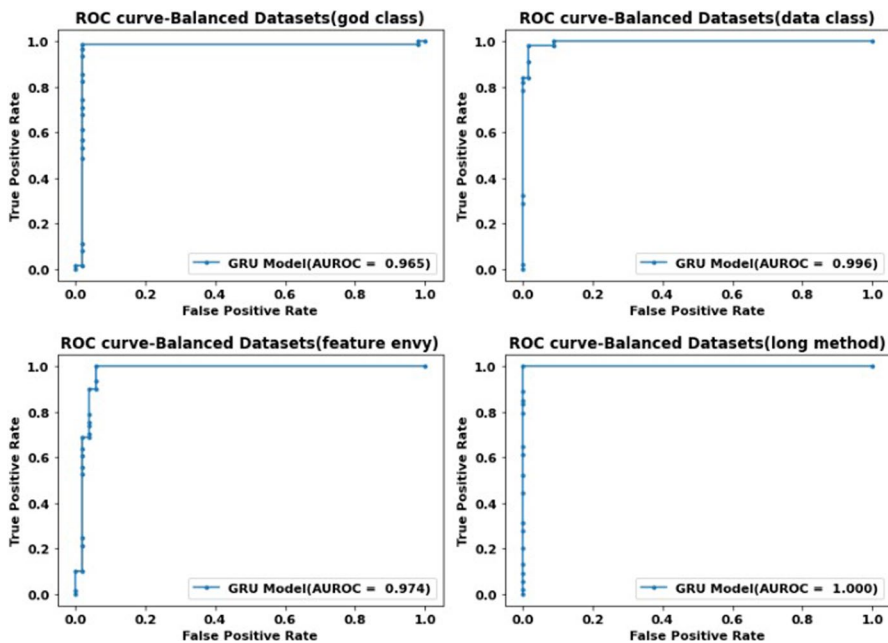 ROC curve-Balanced Datasets(god class)
1.0
0.8
0.6
0.4
0.2
0.0
True Positive Rate
GRU Model(AUROC =  0.965)
0.0 0.2 0.4 0.6 0.8 1.0
False Positive Rate
ROC curve-Balanced Datasets(data class)
1.0
0.8
0.6
0.4
0.2
0.0
True Positive Rate
GRU Model(AUROC =  0.996)
0.0 0.2 0.4 0.6 0.8 1.0
False Positive Rate
ROC curve-Balanced Datasets(feature envy)
1.0
0.8
0.6
0.4
0.2
0.0
True Positive Rate
GRU Model(AUROC =  0.974)
0.0 0.2 0.4 0.6 0.8 1.0
False Positive Rate
ROC curve-Balanced Datasets(long method)
1.0
0.8
0.6
0.4
0.2
0.0
True Positive Rate
GRU Model(AUROC =  1.000)
0.0 0.2 0.4 0.6 0.8 1.0
False Positive Rate